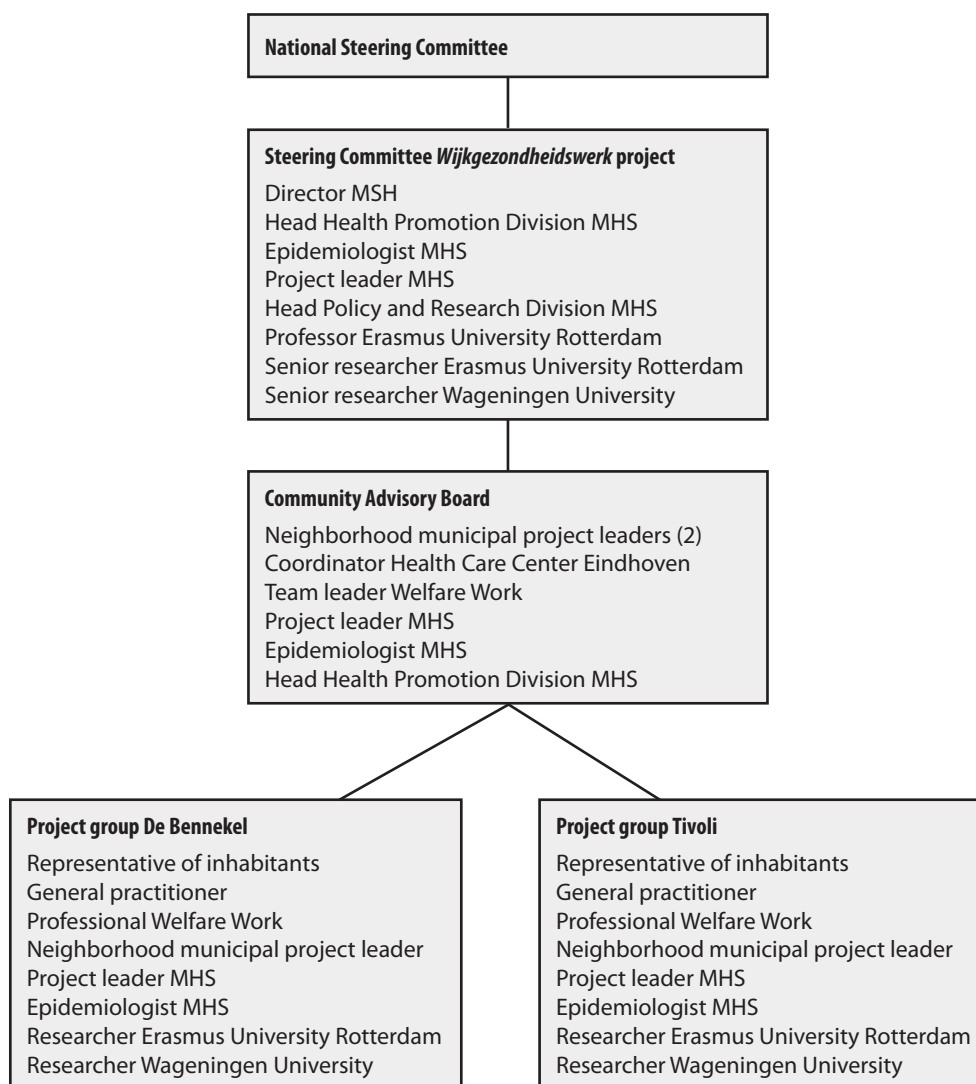 National Steering Committee
Steering Committee Wijkgezondheidswerk project
Director MSH
Head Health Promotion Division MHS
Epidemiologist MHS
Project leader MHS
Head Policy and Research Division MHS
Professor Erasmus University Rotterdam
Senior researcher Erasmus University Rotterdam
Senior researcher Wageningen University
Community Advisory Board
Neighborhood municipal project leaders (2)
Coordinator Health Care Center Eindhoven
Team leader Welfare Work
Project leader MHS
Epidemiologist MHS
Head Health Promotion Division MHS
Project group De Bennekel
Representative of inhabitants
General practitioner
Professional Welfare Work
Neighborhood municipal project leader
Project leader MHS
Epidemiologist MHS
Researcher Erasmus University Rotterdam
Researcher Wageningen University
Project group Tivoli
Representative of inhabitants
General practitioner
Professional Welfare Work
Neighborhood municipal project leader
Project leader MHS
Epidemiologist MHS
Researcher Erasmus University Rotterdam
Researcher Wageningen University